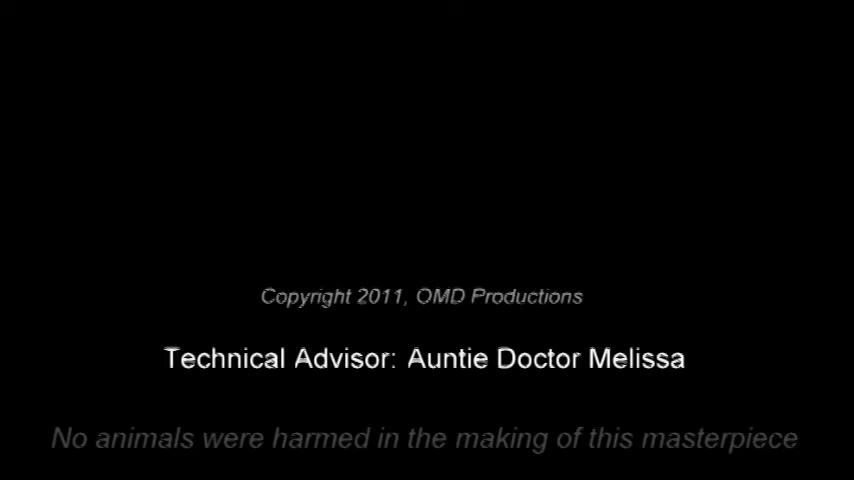 Copyright 2011, OMD Productions
Technical Advisor: Auntie Doctor Melissa
No animals were harmed in the making of this masterpiece